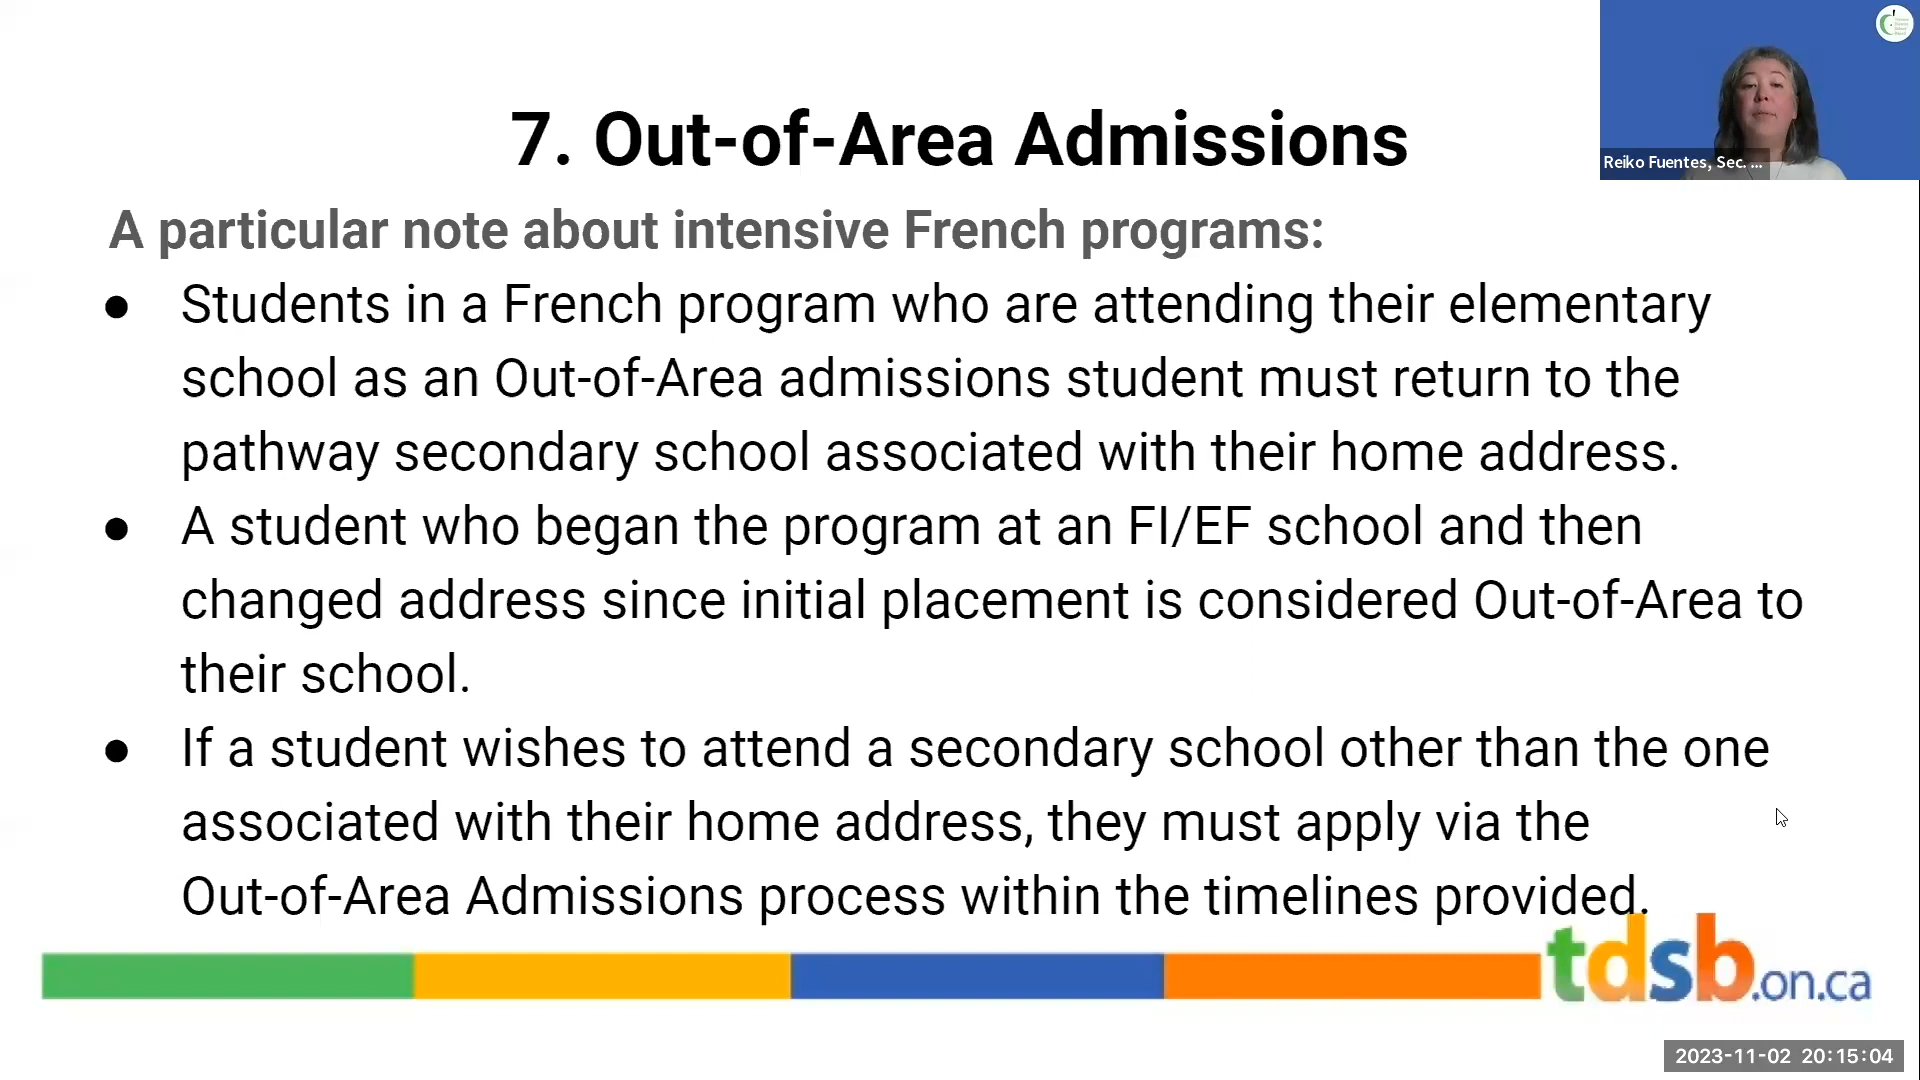 7. Out-of-Area Admissions
Reiko Fuentes, Sec. ...
A particular note about intensive French programs:
● Students in a French program who are attending their elementary
school as an Out-of-Area admissions student must return to the
pathway secondary school associated with their home address.
● A student who began the program at an FI/EF school and then
changed address since initial placement is considered Out-of-Area to
their school.
● If a student wishes to attend a secondary school other than the one
associated with their home address, they must apply via the
Out-of-Area Admissions process within the timelines provided.
tdsb.on.ca
2023-11-02 20:15:04